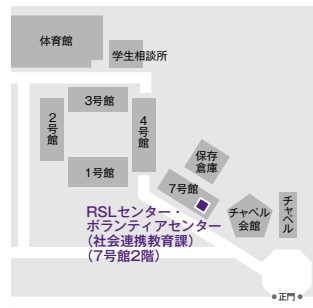 体育館
学生相談所
3号館
2号館
4号館
1号館
保存
倉庫
7号館
チャペル
会館
チャペル
RSLセンター・
ボランティアセンター
(社会連携教育課)
(7号館2階)
●正門●